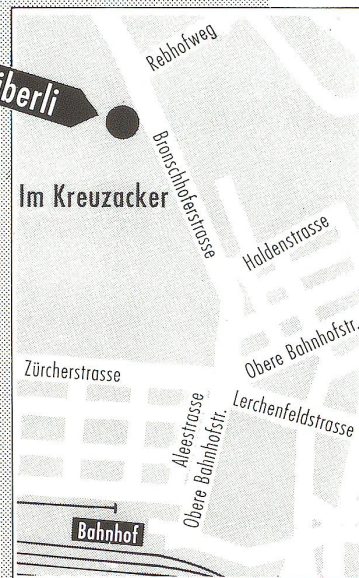 Rebhofweg
Bronschhoferstrasse
Im Kreuzacker
Haldenstrasse
Obere Bahnhofstr.
Zürcherstrasse
Lerchenfeldstrasse
Aleestrasse
Obere Bahnhofstr.
Bahnhof